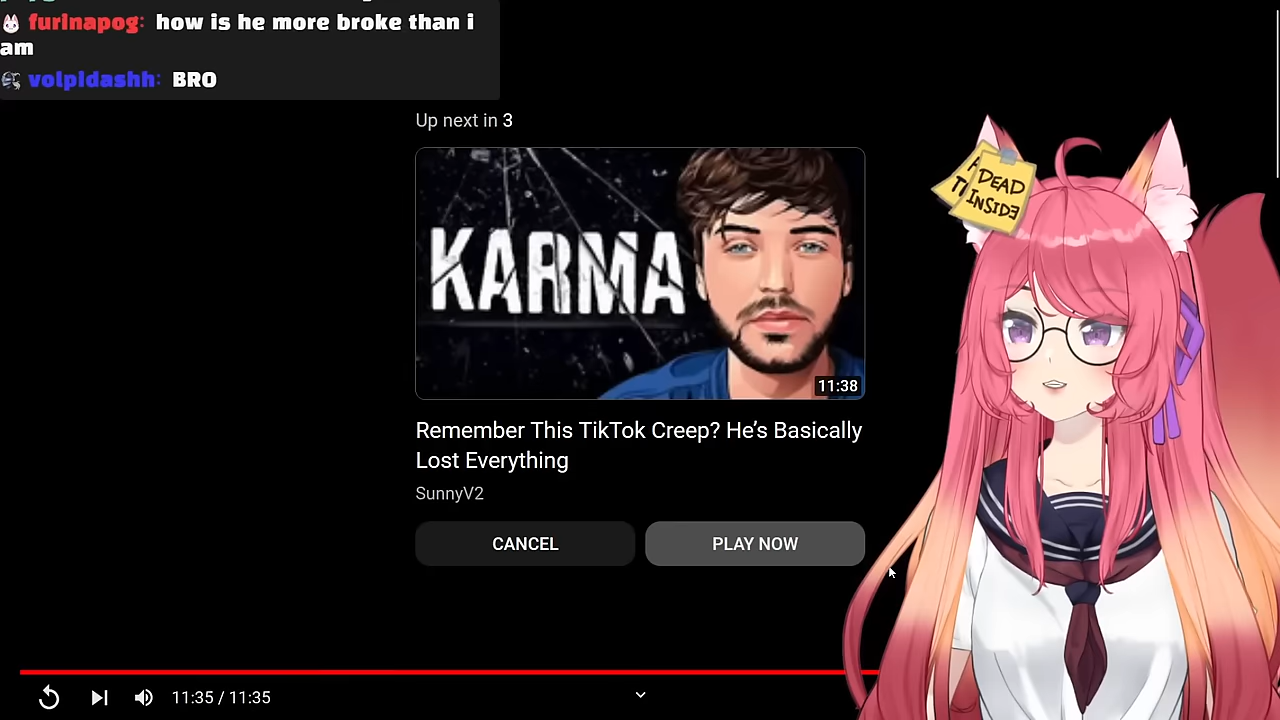 furinapog: how is he more broke than i
am
volpidashh: BRO
Up next in 3
KARMA
11:38
Remember This TikTok Creep? He's Basically
Lost Everything
SunnyV2
CANCEL
PLAY NOW
DEAD
INSIDE
11:35 / 11:35